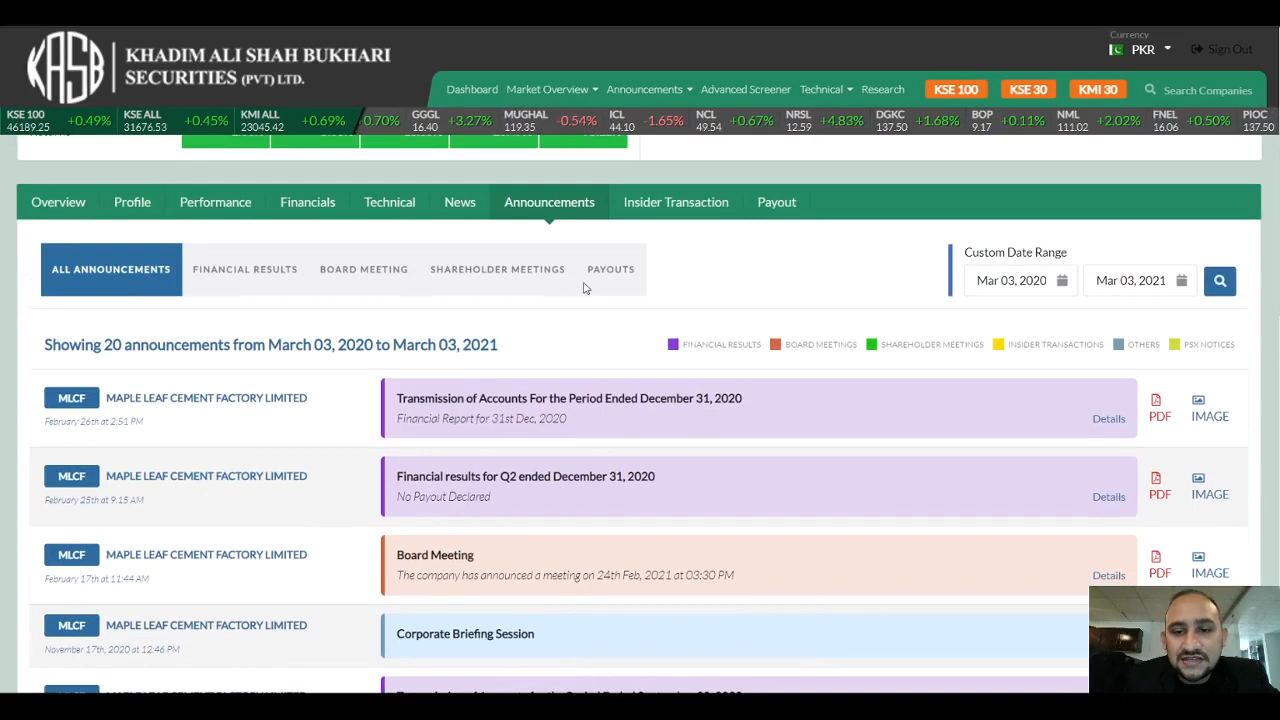 KASB
KHADIM ALI SHAH BUKHARI
SECURITIES (PVT) LTD.
Currency
PKR
Sign Out
Dashboard Market Overview Announcements Advanced Screener Technical Research KSE 100 KSE 30 KMI 30 Search Companies
KSE 100 46189.25 +0.49% KSE ALL 31676.53 +0.45% KMI ALL 23045.42 +0.69% -0.70% GGGL 16.40 +3.27% MUGHAL 119.35 -0.54% ICL 44.10 -1.65% NCL 49.54 +0.67% NRSL 12.59 +4.83% DGKC 137.50 +1.68% BOP 9.17 +0.11% NML 111.02 +2.02% FNEL 16.06 +0.50% PIOC 137.50
Overview Profile Performance Financials Technical News Announcements Insider Transaction Payout
ALL ANNOUNCEMENTS FINANCIAL RESULTS BOARD MEETING SHAREHOLDER MEETINGS PAYOUTS
Custom Date Range
Mar 03, 2020 Mar 03, 2021
Showing 20 announcements from March 03, 2020 to March 03, 2021
FINANCIAL RESULTS BOARD MEETINGS SHAREHOLDER MEETINGS INSIDER TRANSACTIONS OTHERS PSX NOTICES
MLCF MAPLE LEAF CEMENT FACTORY LIMITED
February 26th at 2:51 PM
Transmission of Accounts For the Period Ended December 31, 2020
Financial Report for 31st Dec, 2020
Details PDF IMAGE
MLCF MAPLE LEAF CEMENT FACTORY LIMITED
February 25th at 9:15 AM
Financial results for Q2 ended December 31, 2020
No Payout Declared
Details PDF IMAGE
MLCF MAPLE LEAF CEMENT FACTORY LIMITED
February 17th at 11:44 AM
Board Meeting
The company has announced a meeting on 24th Feb, 2021 at 03:30 PM
Details PDF IMAGE
MLCF MAPLE LEAF CEMENT FACTORY LIMITED
November 17th, 2020 at 12:46 PM
Corporate Briefing Session